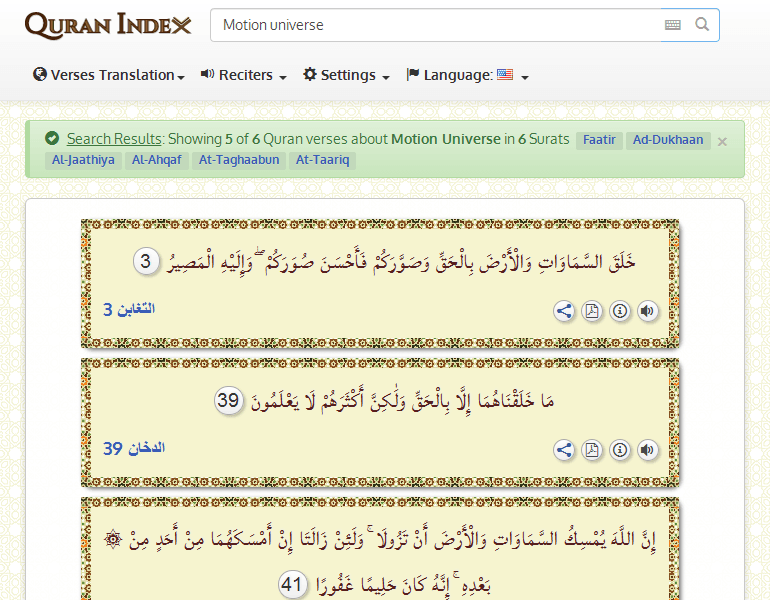 QURAN INDEX
Motion universe
Verses Translation
Reciters
Settings
Language:
Search Results: Showing 5 of 6 Quran verses about Motion Universe in 6 Surats Faatir Ad-Dukhaan ×
Al-Jaathiya Al-Ahqaf At-Taghaabun At-Taariq
خَلَقَ السَّمَاوَاتِ وَالْأَرْضَ بِالْحَقِّ وَصَوَّرَكُمْ فَأَحْسَنَ صُوَرَكُمْ ۖ وَإِلَيْهِ الْمَصِيرُ 3
التغابن 3
مَا خَلَقْنَاهُمَا إِلَّا بِالْحَقِّ وَلَٰكِنَّ أَكْثَرَهُمْ لَا يَعْلَمُونَ 39
الدخان 39
إِنَّ اللَّهَ يُمْسِكُ السَّمَاوَاتِ وَالْأَرْضَ أَنْ تَزُولَا ۚ وَلَئِنْ زَالَتَا إِنْ أَمْسَكَهُمَا مِنْ أَحَدٍ مِنْ ۞
بَعْدِهِ ۚ إِنَّهُ كَانَ حَلِيمًا غَفُورًا 41